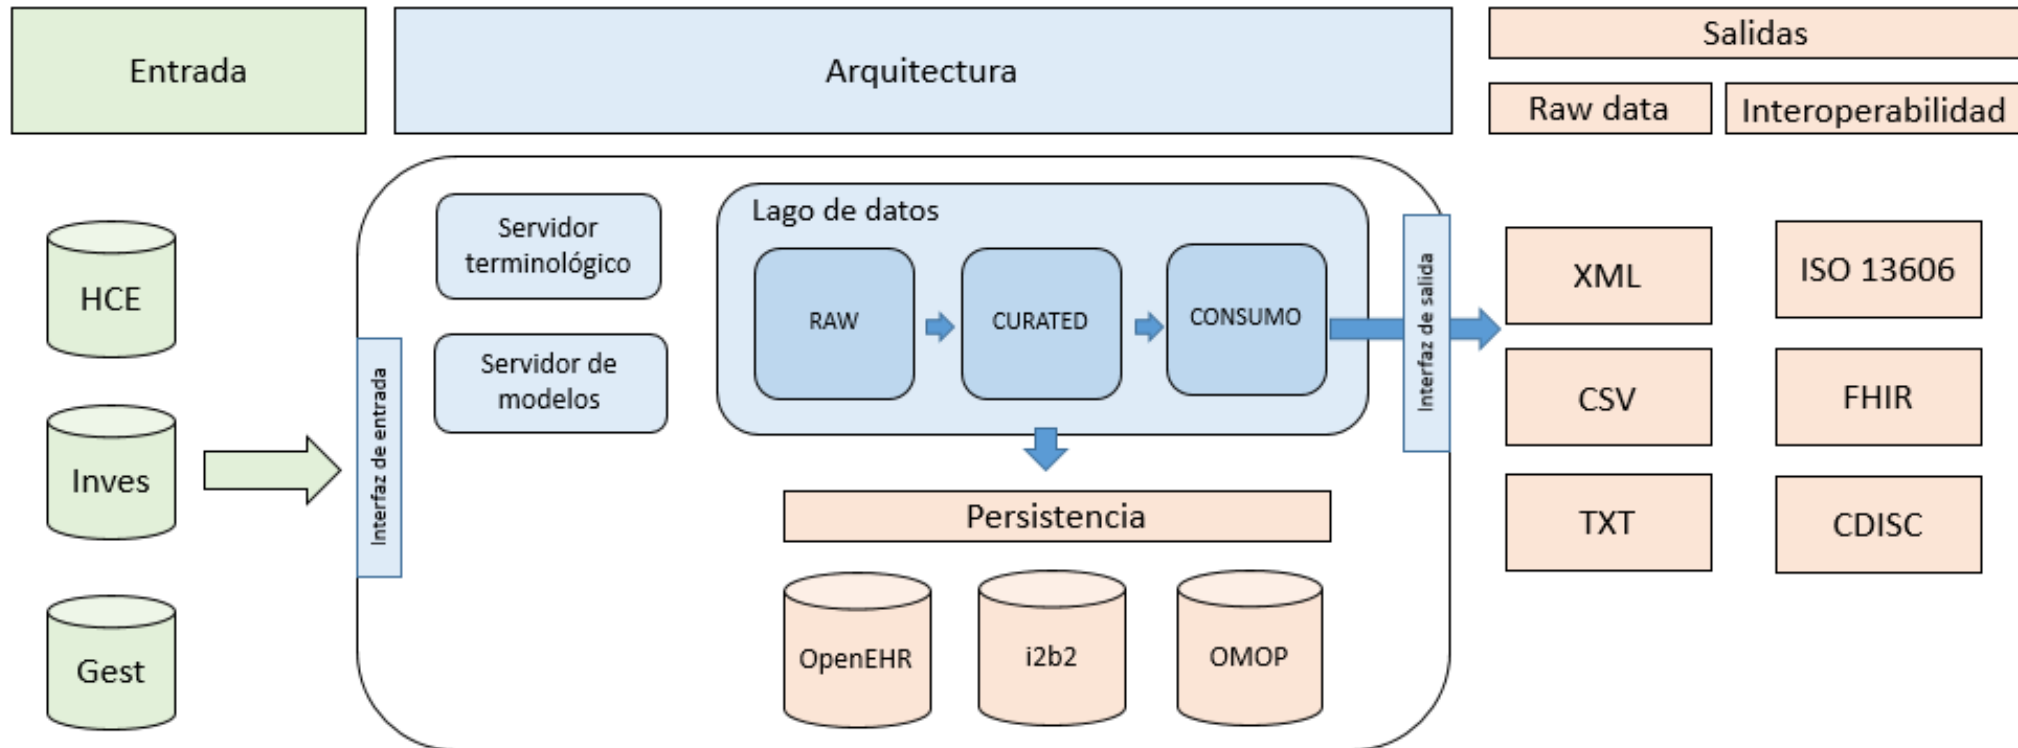 Entrada
Arquitectura
Salidas
Raw data
Interoperabilidad
HCE
Inves
Gest
Interfaz de entrada
Servidor
terminológico
Servidor de
modelos
Lago de datos
RAW
CURATED
CONSUMO
Interfaz de salida
Persistencia
OpenEHR
i2b2
OMOP
XML
CSV
TXT
ISO 13606
FHIR
CDISC